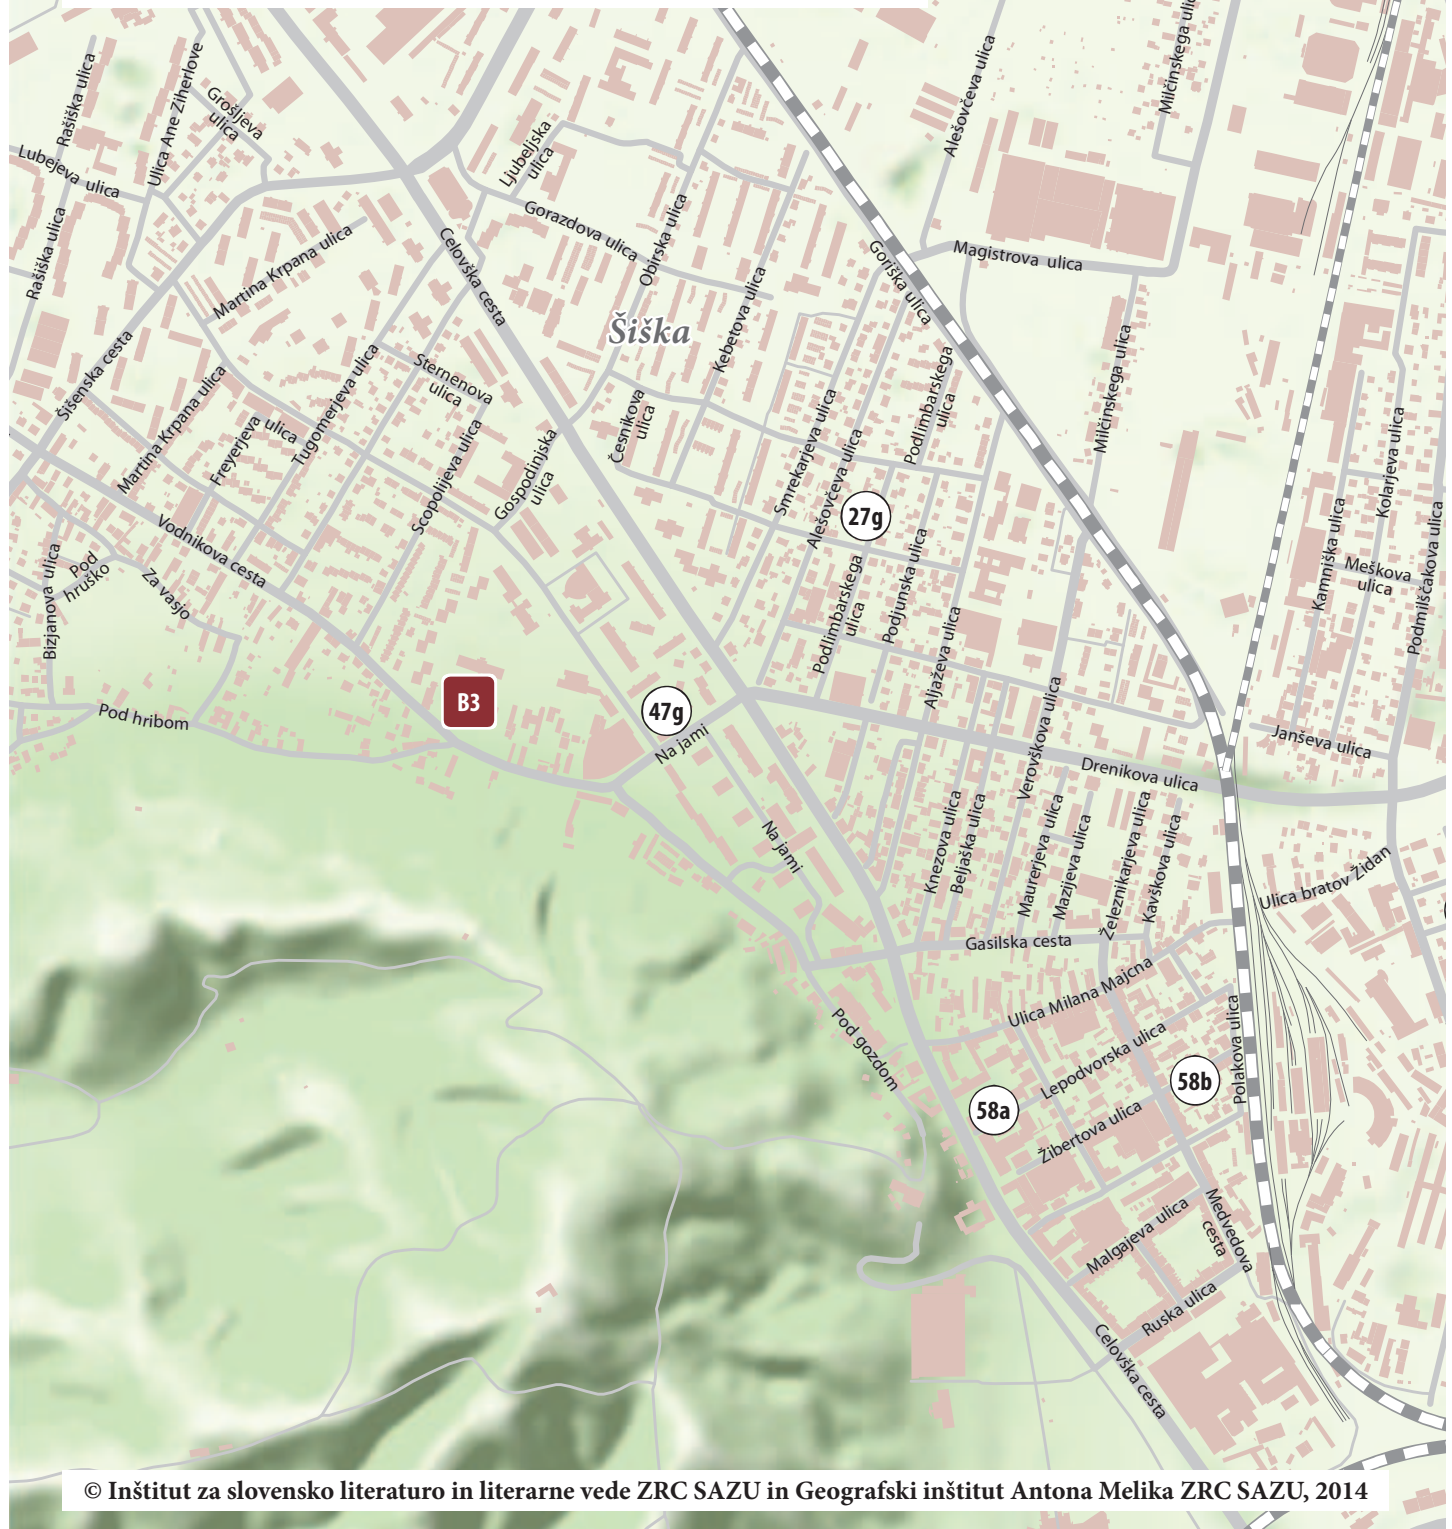 Rašiška ulica
Ulica Ane Ziherlove
Grošljeva
ulica
Lubejeva ulica
Rašiška ulica
Ljubeljska
ulica
Gorazdova ulica
Obirska ulica
Alešovčeva ulica
Milčinskega ulica
Magistrova ulica
Goriška ulica
Martina Krpana ulica
Celovška cesta
Šiška
Kebetova ulica
Šišenska cesta
Martina Krpana ulica
Freyerjeva
ulica
Tugomerjeva ulica
Sternenova
ulica
Scopolijeva ulica
Gospodinjska
ulica
Česnikova
ulica
Smrekarjeva ulica
Alešovčeva ulica
Podlimbarskega
ulica
Milčinskega ulica
Kolarjeva ulica
Kamniška ulica
Meškova
ulica
Podmilščakova ulica
27g
Vodnikova cesta
Bizjanova ulica
Pod
hruško
Za vasjo
Podlimbarskega
ulica
Podjunska ulica
Aljaževa ulica
Verovškova ulica
B3
47g
Na jami
Pod hribom
Janševa ulica
Drenikova ulica
Na jami
Knezova ulica
Beljaška ulica
Maurerjeva ulica
Mazijeva ulica
Železnikarjeva ulica
Kavškova ulica
Ulica bratov Židan
Gasilska cesta
Ulica Milana Majcna
Pod gozdom
Lepodvorska ulica
Polakova ulica
58b
58a
Žibertova ulica
Malgajeva ulica
Medvedova
cesta
Ruska ulica
Celovška cesta
© Inštitut za slovensko literaturo in literarne vede ZRC SAZU in Geografski inštitut Antona Melika ZRC SAZU, 2014